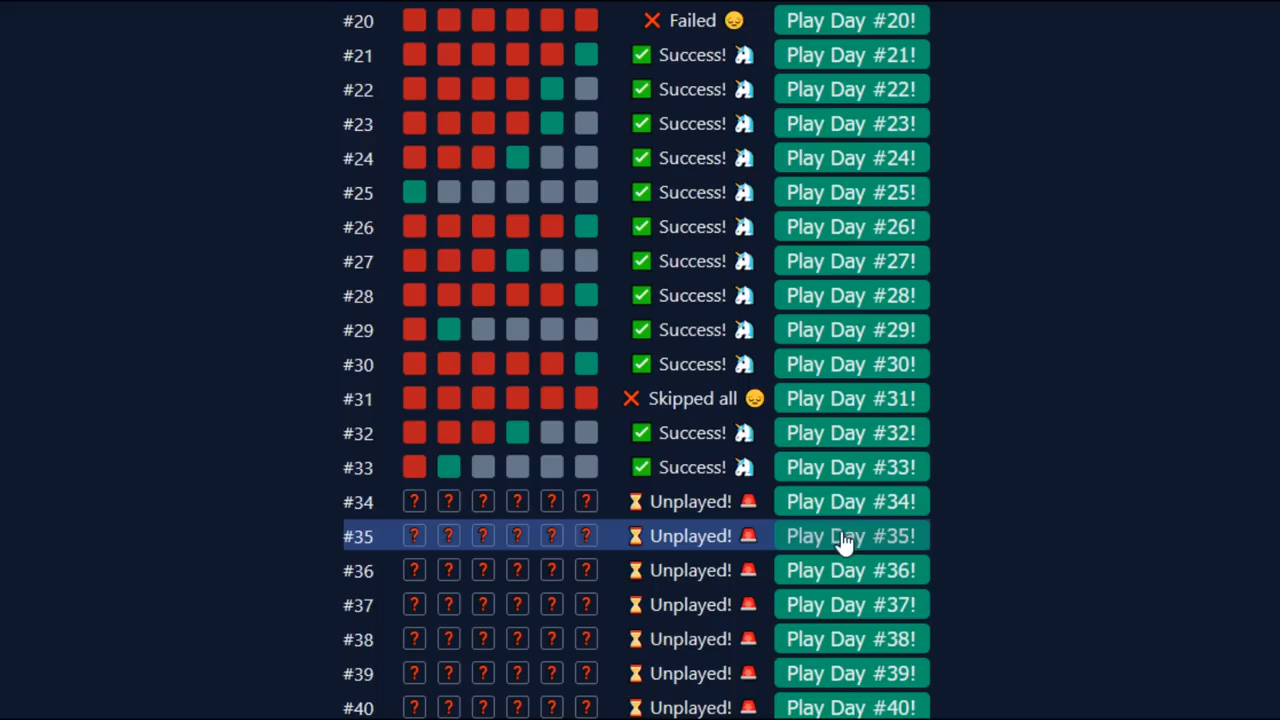 #20 ❌ Failed 😔 Play Day #20!
#21 ✅ Success! 🦄 Play Day #21!
#22 ✅ Success! 🦄 Play Day #22!
#23 ✅ Success! 🦄 Play Day #23!
#24 ✅ Success! 🦄 Play Day #24!
#25 ✅ Success! 🦄 Play Day #25!
#26 ✅ Success! 🦄 Play Day #26!
#27 ✅ Success! 🦄 Play Day #27!
#28 ✅ Success! 🦄 Play Day #28!
#29 ✅ Success! 🦄 Play Day #29!
#30 ✅ Success! 🦄 Play Day #30!
#31 ❌ Skipped all 😔 Play Day #31!
#32 ✅ Success! 🦄 Play Day #32!
#33 ✅ Success! 🦄 Play Day #33!
#34 ? ? ? ? ? ? ⏳ Unplayed! 🚨 Play Day #34!
#35 ? ? ? ? ? ? ⏳ Unplayed! 🚨 Play Day #35!
#36 ? ? ? ? ? ? ⏳ Unplayed! 🚨 Play Day #36!
#37 ? ? ? ? ? ? ⏳ Unplayed! 🚨 Play Day #37!
#38 ? ? ? ? ? ? ⏳ Unplayed! 🚨 Play Day #38!
#39 ? ? ? ? ? ? ⏳ Unplayed! 🚨 Play Day #39!
#40 ? ? ? ? ? ? ⏳ Unplayed! 🚨 Play Day #40!